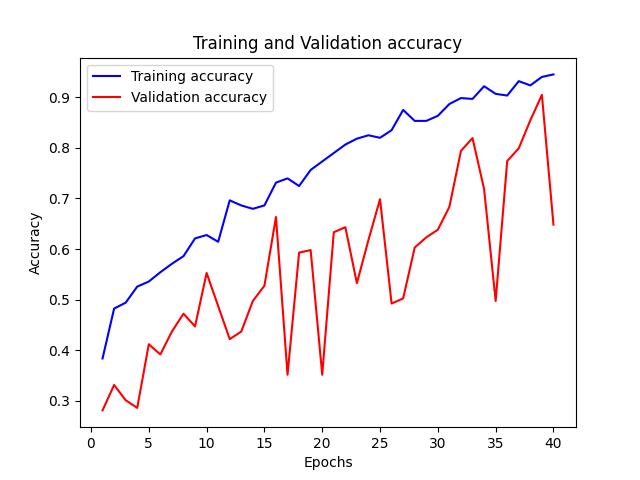 Training and Validation accuracy
Training accuracy
Validation accuracy
Accuracy
0.9
0.8
0.7
0.6
0.5
0.4
0.3
0 5 10 15 20 25 30 35 40
Epochs